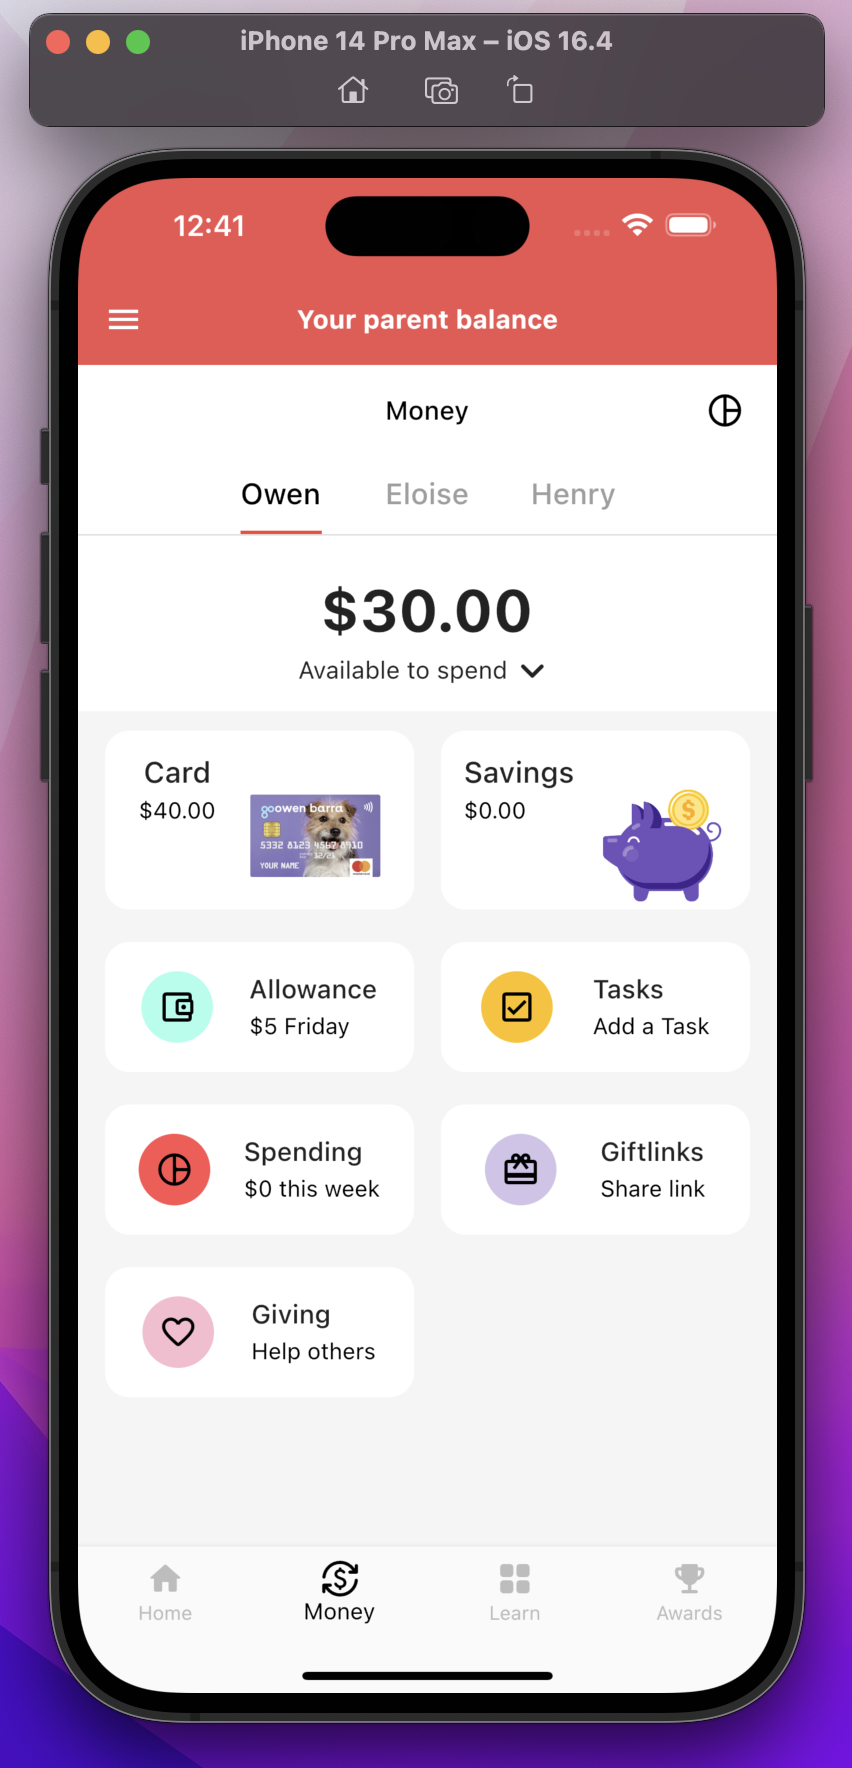 iPhone 14 Pro Max – iOS 16.4
12:41
Your parent balance
Money
Owen Eloise Henry
$30.00
Available to spend
Card
$40.00
owen barra
5332 8123 4567 8910
12/21
YOUR NAME
Savings
$0.00
Allowance
$5 Friday
Tasks
Add a Task
Spending
$0 this week
Giftlinks
Share link
Giving
Help others
Home Money Learn Awards